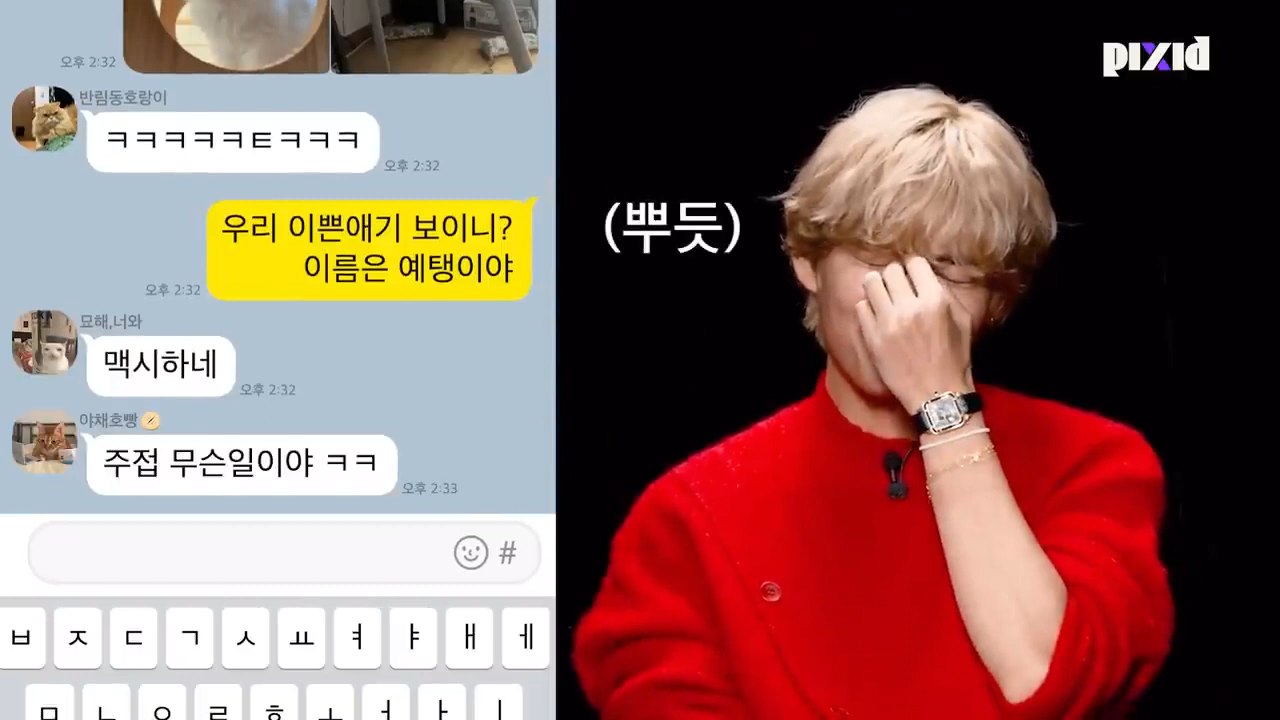 오후 2:32
반림동호랑이
ㅋㅋㅋㅋㅋㅌㅋㅋㅋ
오후 2:32
우리 이쁜애기 보이니?
이름은 예탱이야
오후 2:32
묘해,너와
맥시하네
오후 2:32
야채호빵
주접 무슨일이야 ㅋㅋ
오후 2:33
#
ㅂ ㅈ ㄷ ㄱ ㅅ ㅛ ㅕ ㅑ ㅐ ㅔ
ㅁ ㄴ ㅇ ㄹ ㅎ ㅗ ㅓ ㅏ ㅣ
pixid
(뿌듯)